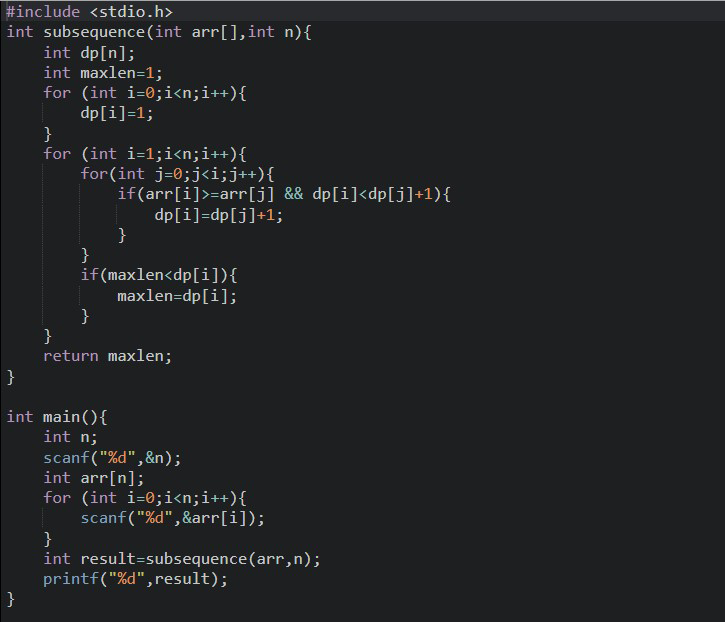 #include <stdio.h>
int subsequence(int arr[],int n){
    int dp[n];
    int maxlen=1;
    for (int i=0;i<n;i++){
        dp[i]=1;
    }
    for (int i=1;i<n;i++){
        for(int j=0;j<i;j++){
            if(arr[i]>=arr[j] && dp[i]<dp[j]+1){
                dp[i]=dp[j]+1;
            }
        }
        if(maxlen<dp[i]){
            maxlen=dp[i];
        }
    }
    return maxlen;
}

int main(){
    int n;
    scanf("%d",&n);
    int arr[n];
    for (int i=0;i<n;i++){
        scanf("%d",&arr[i]);
    }
    int result=subsequence(arr,n);
    printf("%d",result);
}